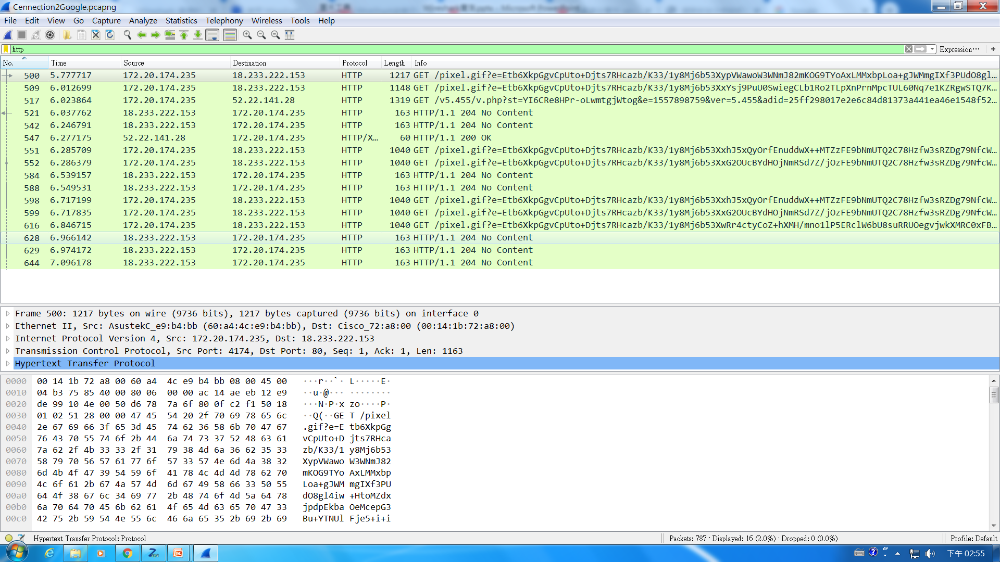 Cennection2Google.pcapng
File Edit View Go Capture Analyze Statistics Telephony Wireless Tools Help
http Expression⋯ +
No. Time Source Destination Protocol Length Info
500 5.777717 172.20.174.235 18.233.222.153 HTTP 1217 GET /pixel.gif?e=Etb6XkpGgvCpUto+Djts7RHcazb/K33/1y8Mj6b53XypVWawoW3WNmJ82mKOG9TYoAxLMMxbpLoa+gJWMmgIXf3PUdO8gl…
509 6.012699 172.20.174.235 18.233.222.153 HTTP 1148 GET /pixel.gif?e=Etb6XkpGgvCpUto+Djts7RHcazb/K33/1y8Mj6b53XxYsj9PuU0SwiegCLb1Ro2TLpXnPrnMpcTUL60Nq7e1KZRgwSTQ7K…
517 6.023864 172.20.174.235 52.22.141.28 HTTP 1319 GET /v5.455/v.php?st=YI6CRe8HPr-oLwmtgjWtog&e=1557898759&ver=5.455&adid=25ff298017e2e6c84d81373a441ea46e1548f52…
521 6.037762 18.233.222.153 172.20.174.235 HTTP 163 HTTP/1.1 204 No Content
542 6.246791 18.233.222.153 172.20.174.235 HTTP 163 HTTP/1.1 204 No Content
547 6.277175 52.22.141.28 172.20.174.235 HTTP/X… 60 HTTP/1.1 200 OK
551 6.285709 172.20.174.235 18.233.222.153 HTTP 1040 GET /pixel.gif?e=Etb6XkpGgvCpUto+Djts7RHcazb/K33/1y8Mj6b53XxhJ5xQyOrfEnuddwX++MTZzFE9bNmUTQ2C78Hzfw3sRZDg79NfcW…
552 6.286379 172.20.174.235 18.233.222.153 HTTP 1040 GET /pixel.gif?e=Etb6XkpGgvCpUto+Djts7RHcazb/K33/1y8Mj6b53XxG2OUcBYdHOjNmRSd7Z/jOzFE9bNmUTQ2C78Hzfw3sRZDg79NfcW…
584 6.539157 18.233.222.153 172.20.174.235 HTTP 163 HTTP/1.1 204 No Content
588 6.549531 18.233.222.153 172.20.174.235 HTTP 163 HTTP/1.1 204 No Content
598 6.717199 172.20.174.235 18.233.222.153 HTTP 1040 GET /pixel.gif?e=Etb6XkpGgvCpUto+Djts7RHcazb/K33/1y8Mj6b53XxhJ5xQyOrfEnuddwX++MTZzFE9bNmUTQ2C78Hzfw3sRZDg79NfcW…
599 6.717835 172.20.174.235 18.233.222.153 HTTP 1040 GET /pixel.gif?e=Etb6XkpGgvCpUto+Djts7RHcazb/K33/1y8Mj6b53XxG2OUcBYdHOjNmRSd7Z/jOzFE9bNmUTQ2C78Hzfw3sRZDg79NfcW…
616 6.846715 172.20.174.235 18.233.222.153 HTTP 1040 GET /pixel.gif?e=Etb6XkpGgvCpUto+Djts7RHcazb/K33/1y8Mj6b53XwRr4ctyCoZ+hXMH/mno1lP5ERclW6bU8suRRUOegvjwkXMRC0xFB…
628 6.966142 18.233.222.153 172.20.174.235 HTTP 163 HTTP/1.1 204 No Content
629 6.974172 18.233.222.153 172.20.174.235 HTTP 163 HTTP/1.1 204 No Content
644 7.096178 18.233.222.153 172.20.174.235 HTTP 163 HTTP/1.1 204 No Content
Frame 500: 1217 bytes on wire (9736 bits), 1217 bytes captured (9736 bits) on interface 0
Ethernet II, Src: AsustekC_e9:b4:bb (60:a4:4c:e9:b4:bb), Dst: Cisco_72:a8:00 (00:14:1b:72:a8:00)
Internet Protocol Version 4, Src: 172.20.174.235, Dst: 18.233.222.153
Transmission Control Protocol, Src Port: 4174, Dst Port: 80, Seq: 1, Ack: 1, Len: 1163
Hypertext Transfer Protocol
0000 00 14 1b 72 a8 00 60 a4 4c e9 b4 bb 08 00 45 00 ···r··`· L·····E·
0010 04 b3 75 85 40 00 80 06 00 00 ac 14 ae eb 12 e9 ··u·@··· ········
0020 de 99 10 4e 00 50 d6 78 7a 6f 80 0f c2 f1 50 18 ···N·P·x zo····P·
0030 01 02 51 28 00 00 47 45 54 20 2f 70 69 78 65 6c ··Q(··GE T /pixel
0040 2e 67 69 66 3f 65 3d 45 74 62 36 58 6b 70 47 67 .gif?e=E tb6XkpGg
0050 76 43 70 55 74 6f 2b 44 6a 74 73 37 52 48 63 61 vCpUto+D jts7RHca
0060 7a 62 2f 4b 33 33 2f 31 79 38 4d 6a 36 62 35 33 zb/K33/1 y8Mj6b53
0070 58 79 70 56 57 61 77 6f 57 33 57 4e 6d 4a 38 32 XypVWawo W3WNmJ82
0080 6d 4b 4f 47 39 54 59 6f 41 78 4c 4d 4d 78 62 70 mKOG9TYo AxLMMxbp
0090 4c 6f 61 2b 67 4a 57 4d 6d 67 49 58 66 33 50 55 Loa+gJWM mgIXf3PU
00a0 64 4f 38 67 6c 34 69 77 2b 48 74 6f 4d 5a 64 78 dO8gl4iw +HtoMZdx
00b0 6a 70 64 70 45 6b 62 61 4f 65 4d 63 65 70 47 33 jpdpEkba OeMcepG3
00c0 42 75 2b 59 54 4e 55 6c 46 6a 65 35 2b 69 2b 69 Bu+YTNUl Fje5+i+i
Hypertext Transfer Protocol: Protocol Packets: 787 · Displayed: 16 (2.0%) · Dropped: 0 (0.0%) Profile: Default
下午 02:55